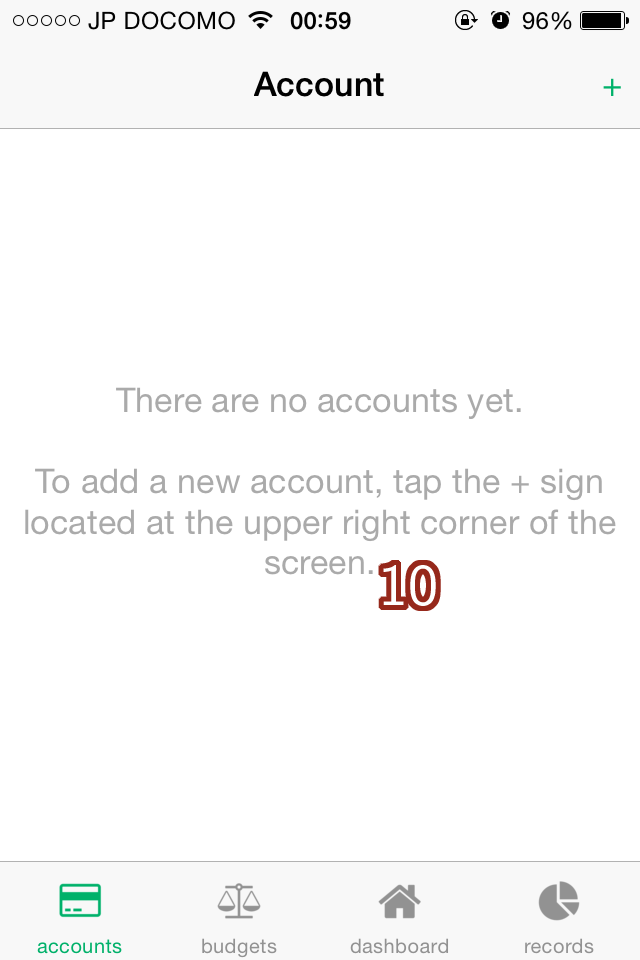 JP DOCOMO 00:59 96%
Account +
There are no accounts yet.
To add a new account, tap the + sign
located at the upper right corner of the
screen.
10
accounts budgets dashboard records